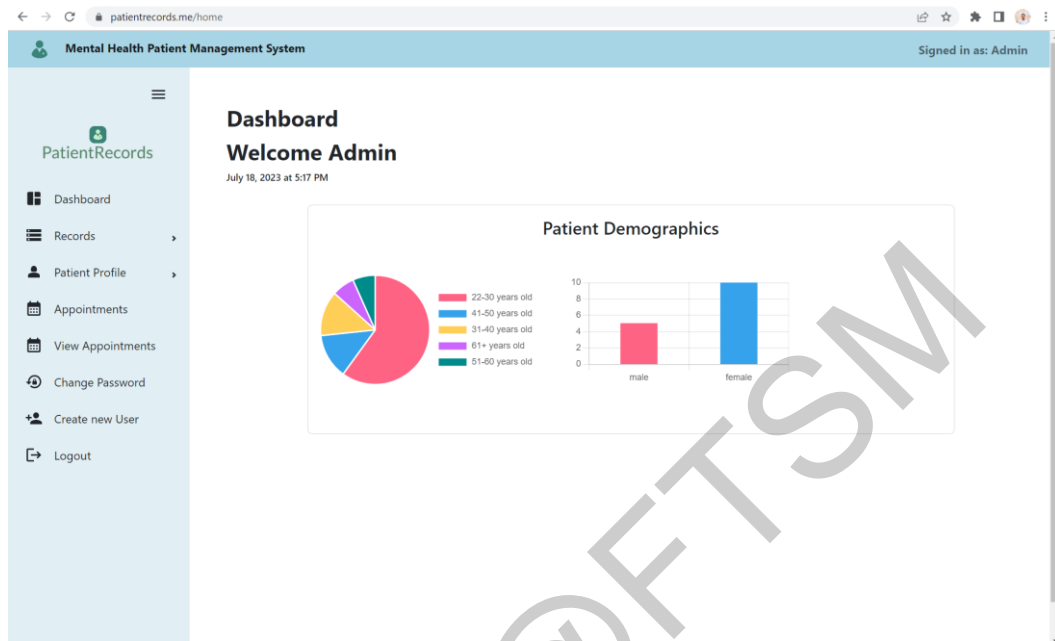 patientrecords.me/home
Mental Health Patient Management System
Signed in as: Admin
PatientRecords
Dashboard
Records
Patient Profile
Appointments
View Appointments
Change Password
Create new User
Logout
Dashboard
Welcome Admin
July 18, 2023 at 5:17 PM
Patient Demographics
22-30 years old
41-50 years old
31-40 years old
61+ years old
51-60 years old
10
8
6
4
2
0
male
female
@FTSM